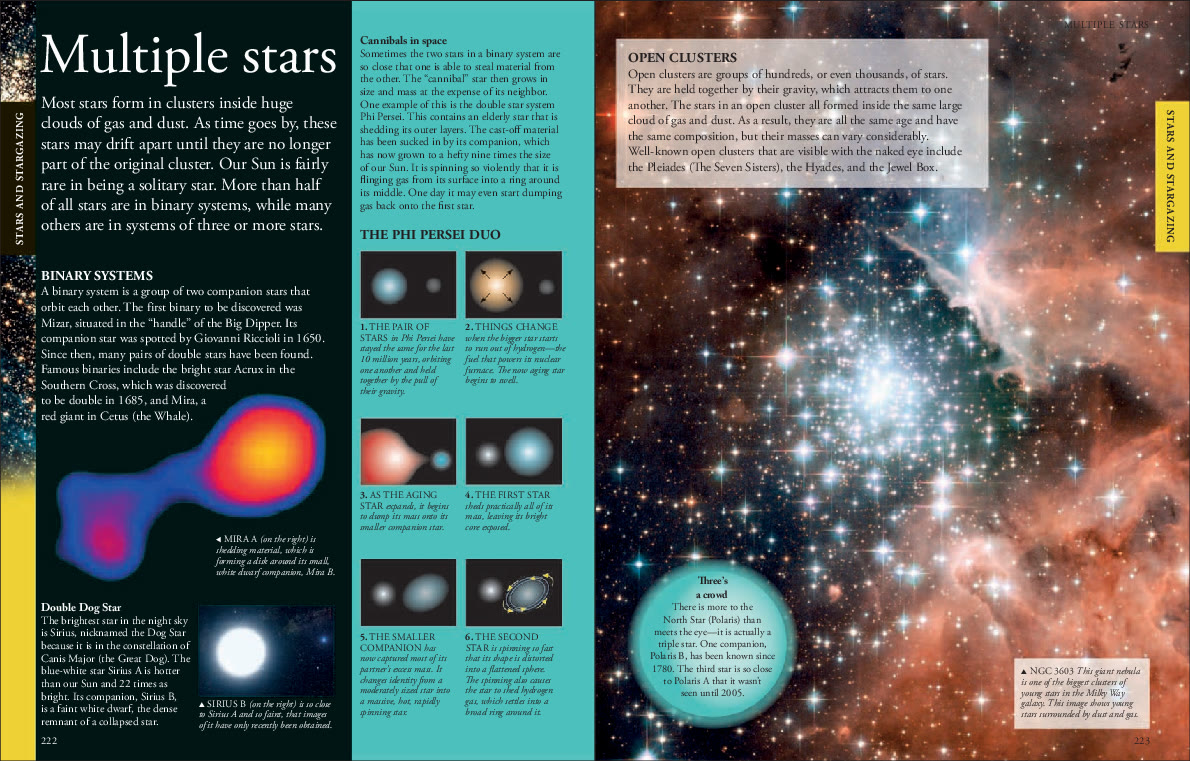 STARS AND STARGAZING
Multiple stars
Most stars form in clusters inside huge
clouds of gas and dust. As time goes by, these
stars may drift apart until they are no longer
part of the original cluster. Our Sun is fairly
rare in being a solitary star. More than half
of all stars are in binary systems, while many
others are in systems of three or more stars.
BINARY SYSTEMS
A binary system is a group of two companion stars that
orbit each other. The first binary to be discovered was
Mizar, situated in the “handle” of the Big Dipper. Its
companion star was spotted by Giovanni Riccioli in 1650.
Since then, many pairs of double stars have been found.
Famous binaries include the bright star Acrux in the
Southern Cross, which was discovered
to be double in 1685, and Mira, a
red giant in Cetus (the Whale).
◄ MIRA A (on the right) is
shedding material, which is
forming a disk around its small,
white dwarf companion, Mira B.
Double Dog Star
The brightest star in the night sky
is Sirius, nicknamed the Dog Star
because it is in the constellation of
Canis Major (the Great Dog). The
blue-white star Sirius A is hotter
than our Sun and 22 times as
bright. Its companion, Sirius B,
is a faint white dwarf, the dense
remnant of a collapsed star.
▲ SIRIUS B (on the right) is so close
to Sirius A and so faint, that images
of it have only recently been obtained.
222
Cannibals in space
Sometimes the two stars in a binary system are
so close that one is able to steal material from
the other. The “cannibal” star then grows in
size and mass at the expense of its neighbor.
One example of this is the double star system
Phi Persei. This contains an elderly star that is
shedding its outer layers. The cast-off material
has been sucked in by its companion, which
has now grown to a hefty nine times the size
of our Sun. It is spinning so violently that it is
flinging gas from its surface into a ring around
its middle. One day it may even start dumping
gas back onto the first star.
THE PHI PERSEI DUO
1. THE PAIR OF
STARS in Phi Persei have
stayed the same for the last
10 million years, orbiting
one another and held
together by the pull of
their gravity.
2. THINGS CHANGE
when the bigger star starts
to run out of hydrogen—the
fuel that powers its nuclear
furnace. The now aging star
begins to swell.
3. AS THE AGING
STAR expands, it begins
to dump its mass onto its
smaller companion star.
4. THE FIRST STAR
sheds practically all of its
mass, leaving its bright
core exposed.
5. THE SMALLER
COMPANION has
now captured most of its
partner's excess mass. It
changes identity from a
moderately sized star into
a massive, hot, rapidly
spinning star.
6. THE SECOND
STAR is spinning so fast
that its shape is distorted
into a flattened sphere.
The spinning also causes
the star to shed hydrogen
gas, which settles into a
broad ring around it.
MULTIPLE STARS
OPEN CLUSTERS
Open clusters are groups of hundreds, or even thousands, of stars.
They are held together by their gravity, which attracts them to one
another. The stars in an open cluster all formed inside the same large
cloud of gas and dust. As a result, they are all the same age and have
the same composition, but their masses can vary considerably.
Well-known open clusters that are visible with the naked eye include
the Pleiades (The Seven Sisters), the Hyades, and the Jewel Box.
STARS AND STARGAZING
Three's
a crowd
There is more to the
North Star (Polaris) than
meets the eye—it is actually a
triple star. One companion,
Polaris B, has been known since
1780. The third star is so close
to Polaris A that it wasn't
seen until 2005.
▲ NGC 3603 This giant nebula
is one of the biggest clusters of
young stars in the Milky Way
galaxy. This image shows young
stars surrounded by dust and gas.
223